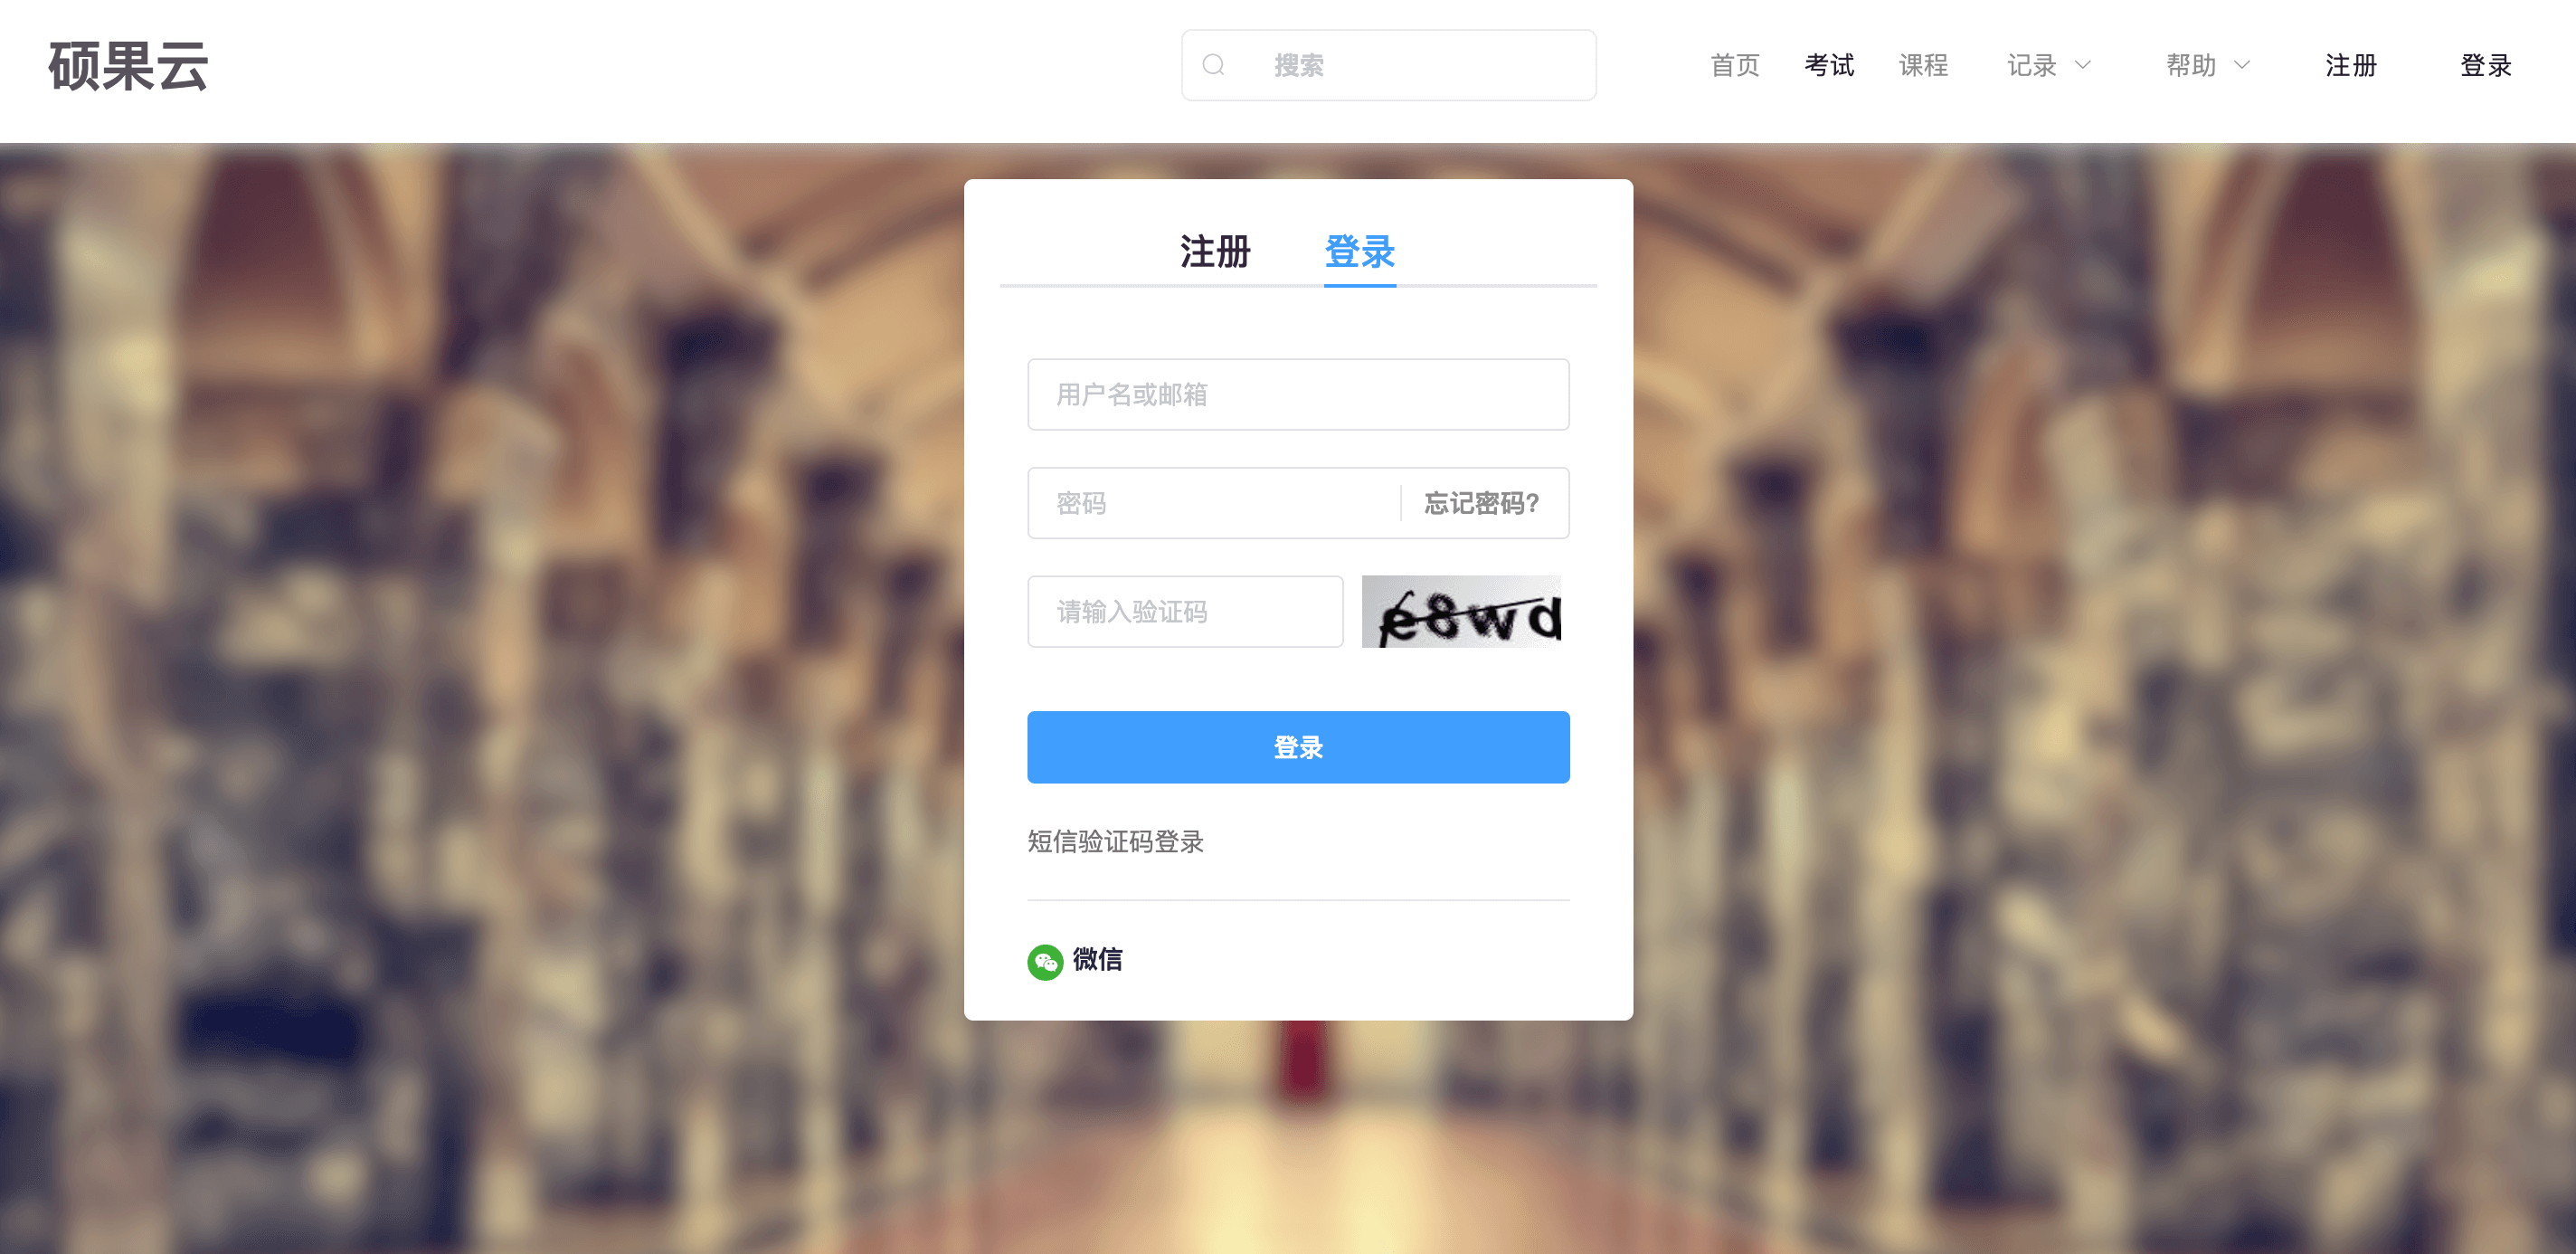 硕果云
搜索
首页 考试 课程 记录 帮助 注册 登录
注册 登录
用户名或邮箱
密码 忘记密码?
请输入验证码 e8wd
登录
短信验证码登录
微信